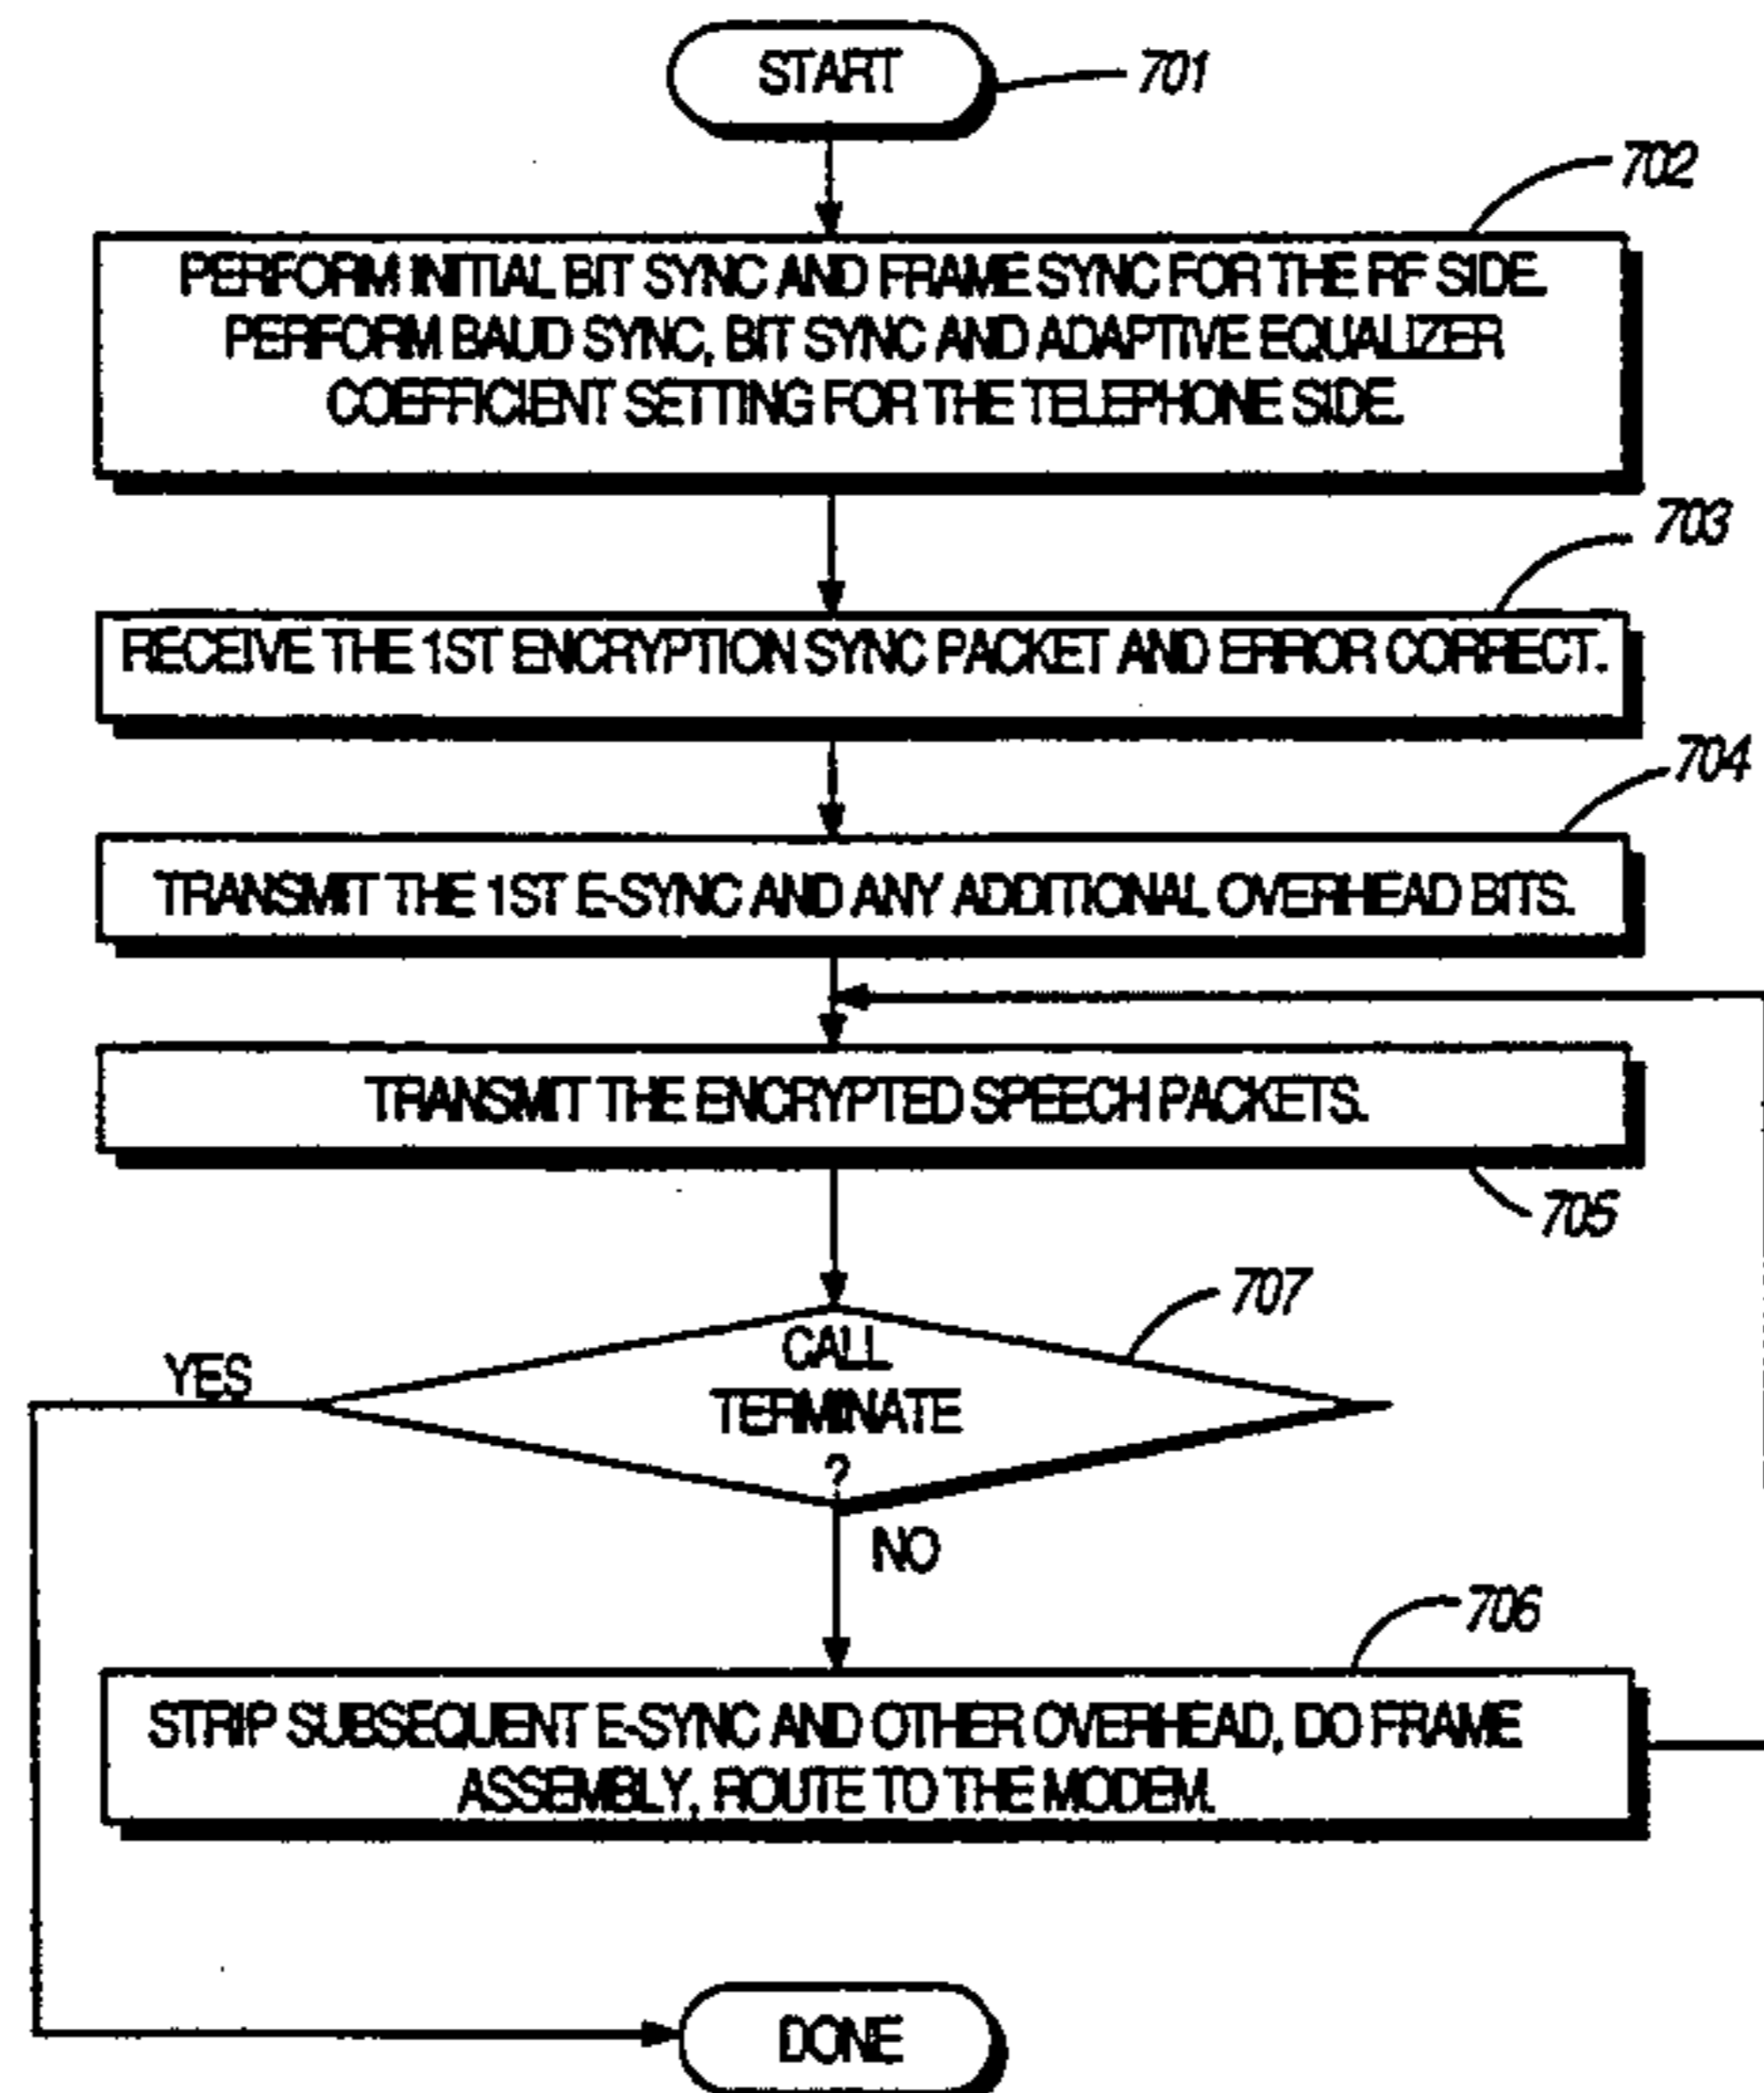 START
701
702
PERFORM INITIAL BIT SYNC AND FRAME SYNC FOR THE RF SIDE.
PERFORM BAUD SYNC, BIT SYNC AND ADAPTIVE EQUALIZER
COEFFICIENT SETTING FOR THE TELEPHONE SIDE.
703
RECEIVE THE 1ST ENCRYPTION SYNC PACKET AND ERROR CORRECT.
704
TRANSMIT THE 1ST E-SYNC AND ANY ADDITIONAL OVERHEAD BITS.
TRANSMIT THE ENCRYPTED SPEECH PACKETS.
705
707
CALL
TERMINATE
?
YES
NO
706
STRIP SUBSEQUENT E-SYNC AND OTHER OVERHEAD, DO FRAME
ASSEMBLY, ROUTE TO THE MODEM.
DONE